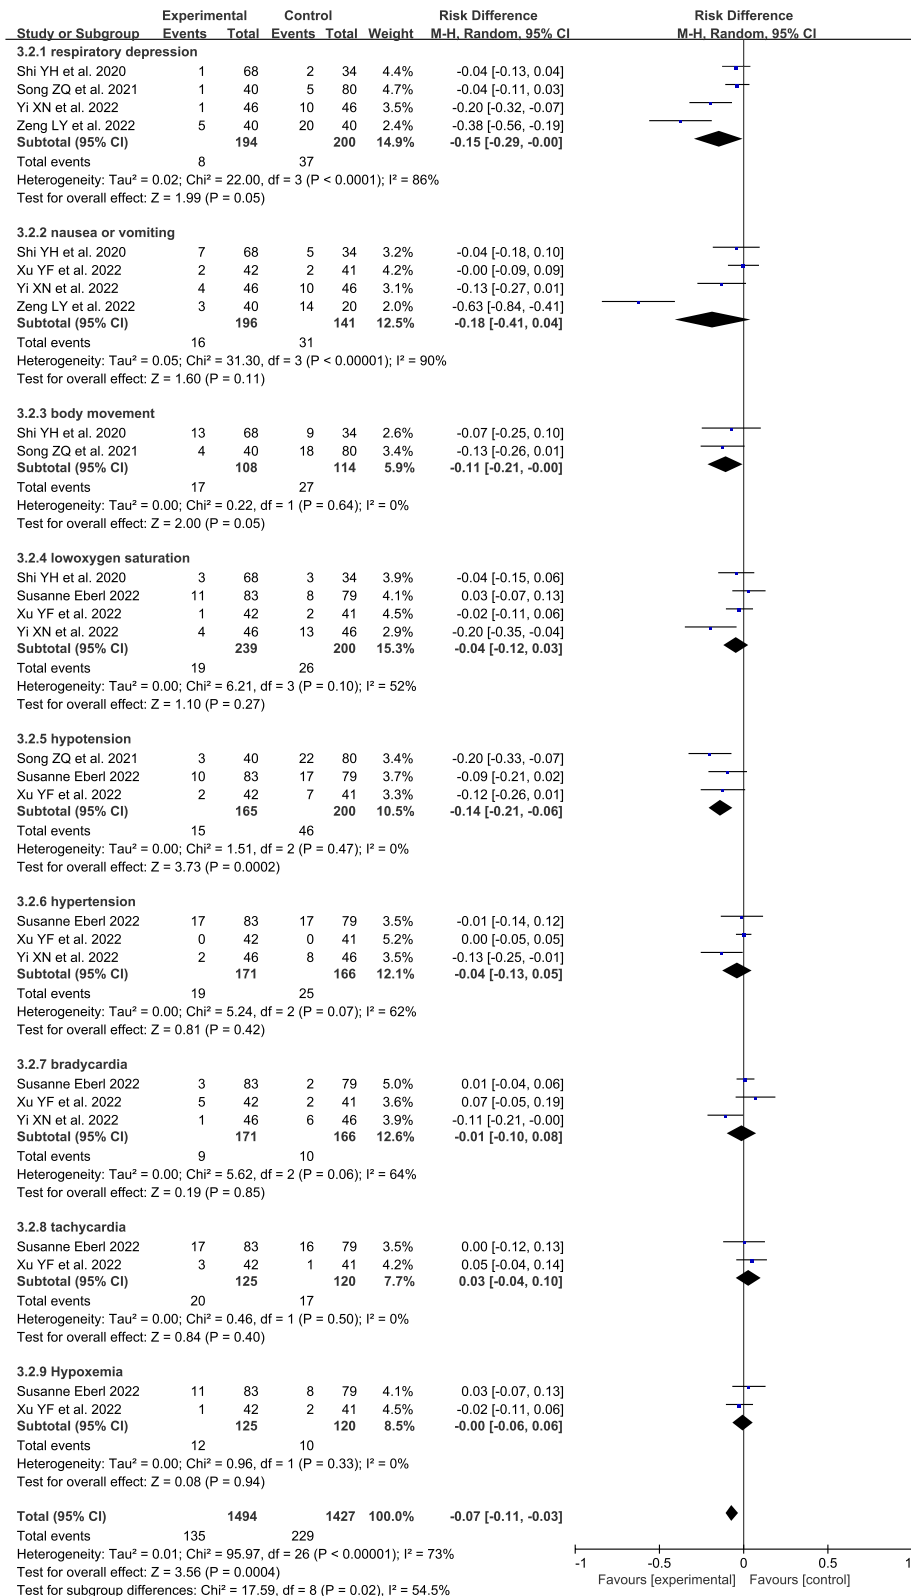 Experimental Control Risk Difference Risk Difference
Study or Subgroup Events Total Events Total Weight M-H, Random, 95% CI M-H, Random, 95% CI
3.2.1 respiratory depression
Shi YH et al. 2020 1 68 2 34 4.4% -0.04 [-0.13, 0.04]
Song ZQ et al. 2021 1 40 5 80 4.7% -0.04 [-0.11, 0.03]
Yi XN et al. 2022 1 46 10 46 3.5% -0.20 [-0.32, -0.07]
Zeng LY et al. 2022 5 40 20 40 2.4% -0.38 [-0.56, -0.19]
Subtotal (95% CI) 194 200 14.9% -0.15 [-0.29, -0.00]
Total events 8 37
Heterogeneity: Tau² = 0.02; Chi² = 22.00, df = 3 (P < 0.0001); I² = 86%
Test for overall effect: Z = 1.99 (P = 0.05)
3.2.2 nausea or vomiting
Shi YH et al. 2020 7 68 5 34 3.2% -0.04 [-0.18, 0.10]
Xu YF et al. 2022 2 42 2 41 4.2% -0.00 [-0.09, 0.09]
Yi XN et al. 2022 4 46 10 46 3.1% -0.13 [-0.27, 0.01]
Zeng LY et al. 2022 3 40 14 20 2.0% -0.63 [-0.84, -0.41]
Subtotal (95% CI) 196 141 12.5% -0.18 [-0.41, 0.04]
Total events 16 31
Heterogeneity: Tau² = 0.05; Chi² = 31.30, df = 3 (P < 0.00001); I² = 90%
Test for overall effect: Z = 1.60 (P = 0.11)
3.2.3 body movement
Shi YH et al. 2020 13 68 9 34 2.6% -0.07 [-0.25, 0.10]
Song ZQ et al. 2021 4 40 18 80 3.4% -0.13 [-0.26, 0.01]
Subtotal (95% CI) 108 114 5.9% -0.11 [-0.21, -0.00]
Total events 17 27
Heterogeneity: Tau² = 0.00; Chi² = 0.22, df = 1 (P = 0.64); I² = 0%
Test for overall effect: Z = 2.00 (P = 0.05)
3.2.4 lowoxygen saturation
Shi YH et al. 2020 3 68 3 34 3.9% -0.04 [-0.15, 0.06]
Susanne Eberl 2022 11 83 8 79 4.1% 0.03 [-0.07, 0.13]
Xu YF et al. 2022 1 42 2 41 4.5% -0.02 [-0.11, 0.06]
Yi XN et al. 2022 4 46 13 46 2.9% -0.20 [-0.35, -0.04]
Subtotal (95% CI) 239 200 15.3% -0.04 [-0.12, 0.03]
Total events 19 26
Heterogeneity: Tau² = 0.00; Chi² = 6.21, df = 3 (P = 0.10); I² = 52%
Test for overall effect: Z = 1.10 (P = 0.27)
3.2.5 hypotension
Song ZQ et al. 2021 3 40 22 80 3.4% -0.20 [-0.33, -0.07]
Susanne Eberl 2022 10 83 17 79 3.7% -0.09 [-0.21, 0.02]
Xu YF et al. 2022 2 42 7 41 3.3% -0.12 [-0.26, 0.01]
Subtotal (95% CI) 165 200 10.5% -0.14 [-0.21, -0.06]
Total events 15 46
Heterogeneity: Tau² = 0.00; Chi² = 1.51, df = 2 (P = 0.47); I² = 0%
Test for overall effect: Z = 3.73 (P = 0.0002)
3.2.6 hypertension
Susanne Eberl 2022 17 83 17 79 3.5% -0.01 [-0.14, 0.12]
Xu YF et al. 2022 0 42 0 41 5.2% 0.00 [-0.05, 0.05]
Yi XN et al. 2022 2 46 8 46 3.5% -0.13 [-0.25, -0.01]
Subtotal (95% CI) 171 166 12.1% -0.04 [-0.13, 0.05]
Total events 19 25
Heterogeneity: Tau² = 0.00; Chi² = 5.24, df = 2 (P = 0.07); I² = 62%
Test for overall effect: Z = 0.81 (P = 0.42)
3.2.7 bradycardia
Susanne Eberl 2022 3 83 2 79 5.0% 0.01 [-0.04, 0.06]
Xu YF et al. 2022 5 42 2 41 3.6% 0.07 [-0.05, 0.19]
Yi XN et al. 2022 1 46 6 46 3.9% -0.11 [-0.21, -0.00]
Subtotal (95% CI) 171 166 12.6% -0.01 [-0.10, 0.08]
Total events 9 10
Heterogeneity: Tau² = 0.00; Chi² = 5.62, df = 2 (P = 0.06); I² = 64%
Test for overall effect: Z = 0.19 (P = 0.85)
3.2.8 tachycardia
Susanne Eberl 2022 17 83 16 79 3.5% 0.00 [-0.12, 0.13]
Xu YF et al. 2022 3 42 1 41 4.2% 0.05 [-0.04, 0.14]
Subtotal (95% CI) 125 120 7.7% 0.03 [-0.04, 0.10]
Total events 20 17
Heterogeneity: Tau² = 0.00; Chi² = 0.46, df = 1 (P = 0.50); I² = 0%
Test for overall effect: Z = 0.84 (P = 0.40)
3.2.9 Hypoxemia
Susanne Eberl 2022 11 83 8 79 4.1% 0.03 [-0.07, 0.13]
Xu YF et al. 2022 1 42 2 41 4.5% -0.02 [-0.11, 0.06]
Subtotal (95% CI) 125 120 8.5% -0.00 [-0.06, 0.06]
Total events 12 10
Heterogeneity: Tau² = 0.00; Chi² = 0.96, df = 1 (P = 0.33); I² = 0%
Test for overall effect: Z = 0.08 (P = 0.94)
Total (95% CI) 1494 1427 100.0% -0.07 [-0.11, -0.03]
Total events 135 229
Heterogeneity: Tau² = 0.01; Chi² = 95.97, df = 26 (P < 0.00001); I² = 73%
Test for overall effect: Z = 3.56 (P = 0.0004)
Test for subgroup differences: Chi² = 17.59, df = 8 (P = 0.02), I² = 54.5%
-1 -0.5 0 0.5 1
Favours [experimental] Favours [control]